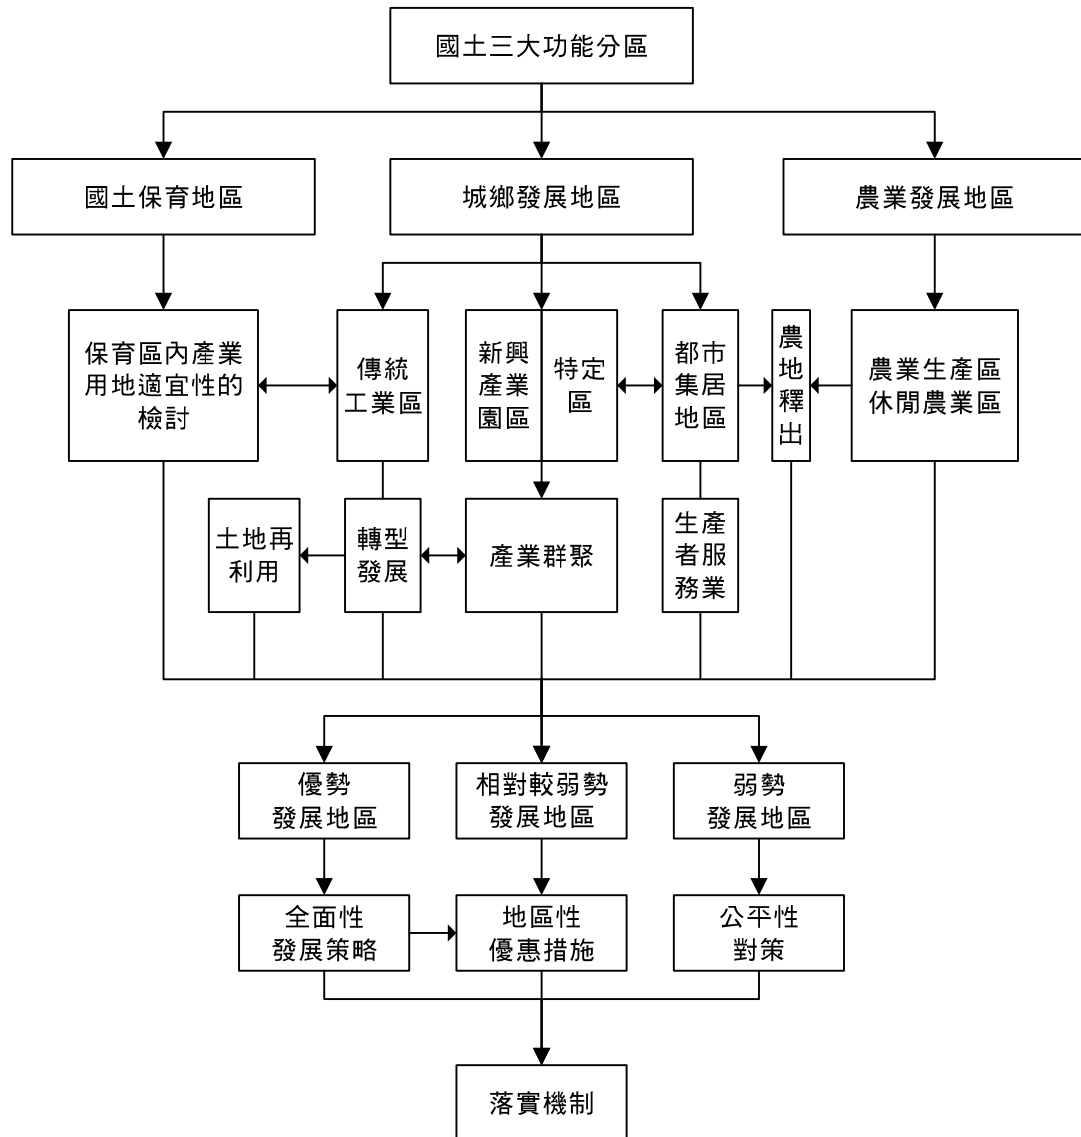 國土三大功能分區
國土保育地區
城鄉發展地區
農業發展地區
保育區內產業
用地適宜性的
檢討
傳統
工業區
新興
產業
園區
特定
區
都市
集居
地區
農
地
釋
出
農業生產區
休閒農業區
土地再
利用
轉型
發展
產業群聚
生產
者服
務業
優勢
發展地區
相對較弱勢
發展地區
弱勢
發展地區
全面性
發展策略
地區性
優惠措施
公平性
對策
落實機制